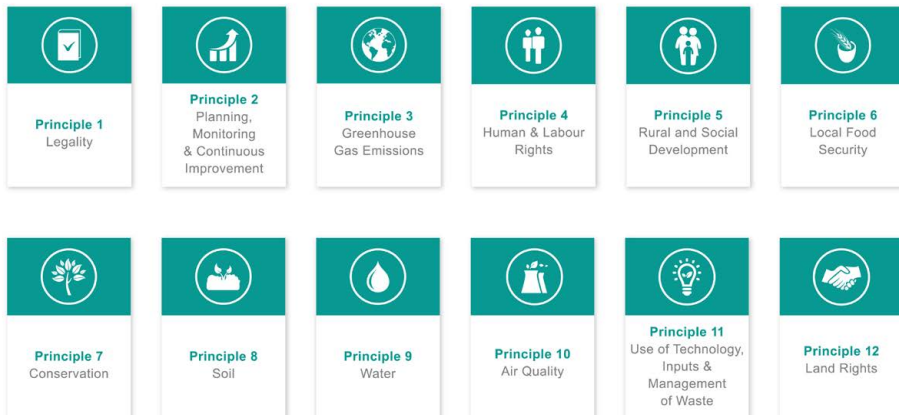 Principle 1
Legality
Principle 2
Planning,
Monitoring
& Continuous
Improvement
Principle 3
Greenhouse
Gas Emissions
Principle 4
Human & Labour
Rights
Principle 5
Rural and Social
Development
Principle 6
Local Food
Security
Principle 7
Conservation
Principle 8
Soil
Principle 9
Water
Principle 10
Air Quality
Principle 11
Use of Technology,
Inputs &
Management
of Waste
Principle 12
Land Rights